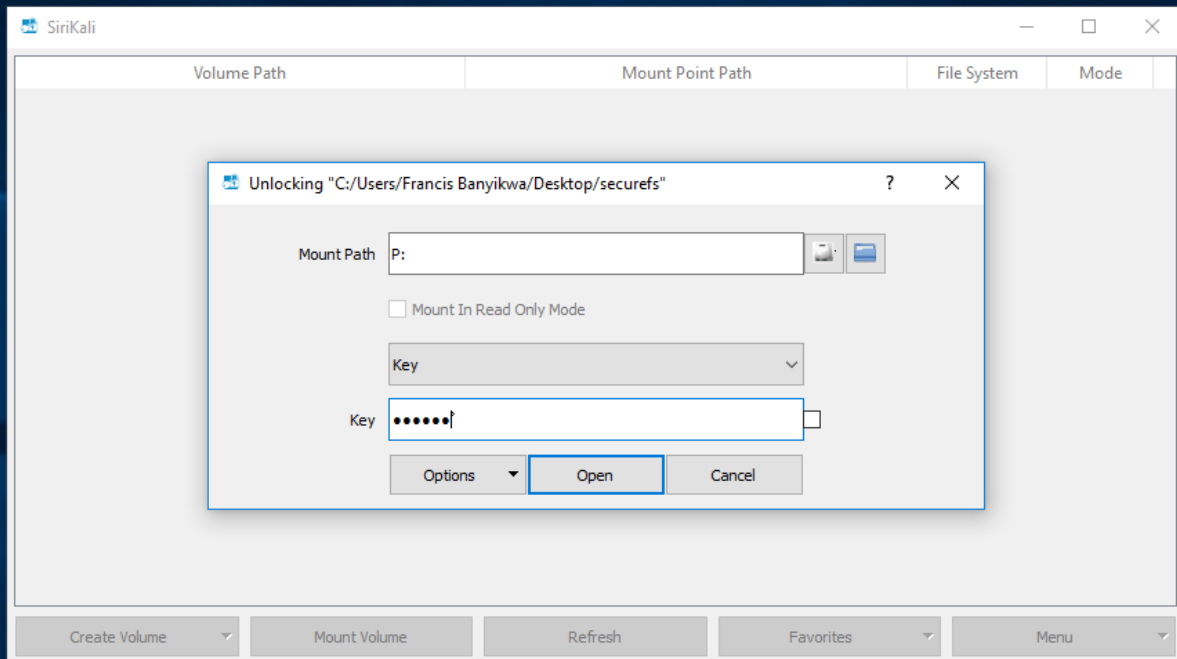 SiriKali
Volume Path Mount Point Path File System Mode
Unlocking "C:/Users/Francis Banyikwa/Desktop/securefs" ?
Mount Path P:
Mount In Read Only Mode
Key
Key ••••••
Options Open Cancel
Create Volume Mount Volume Refresh Favorites Menu